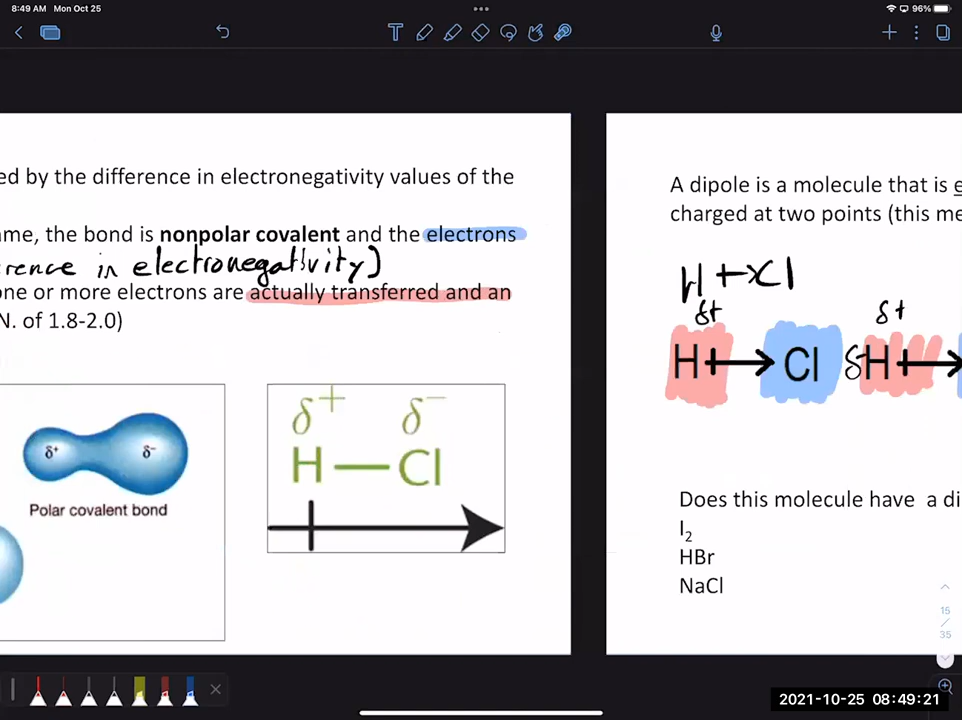 8:49 AM Mon Oct 25
96%
ed by the difference in electronegativity values of the
ame, the bond is nonpolar covalent and the electrons
erence in electronegativity)
one or more electrons are actually transferred and an
N. of 1.8-2.0)
δ+ δ-
Polar covalent bond
δ+ δ-
H — Cl
A dipole is a molecule that is e
charged at two points (this me
H Cl
δ+ δ+
H Cl δ H
Does this molecule have a di
I2
HBr
NaCl
15
/
35
2021-10-25 08:49:21